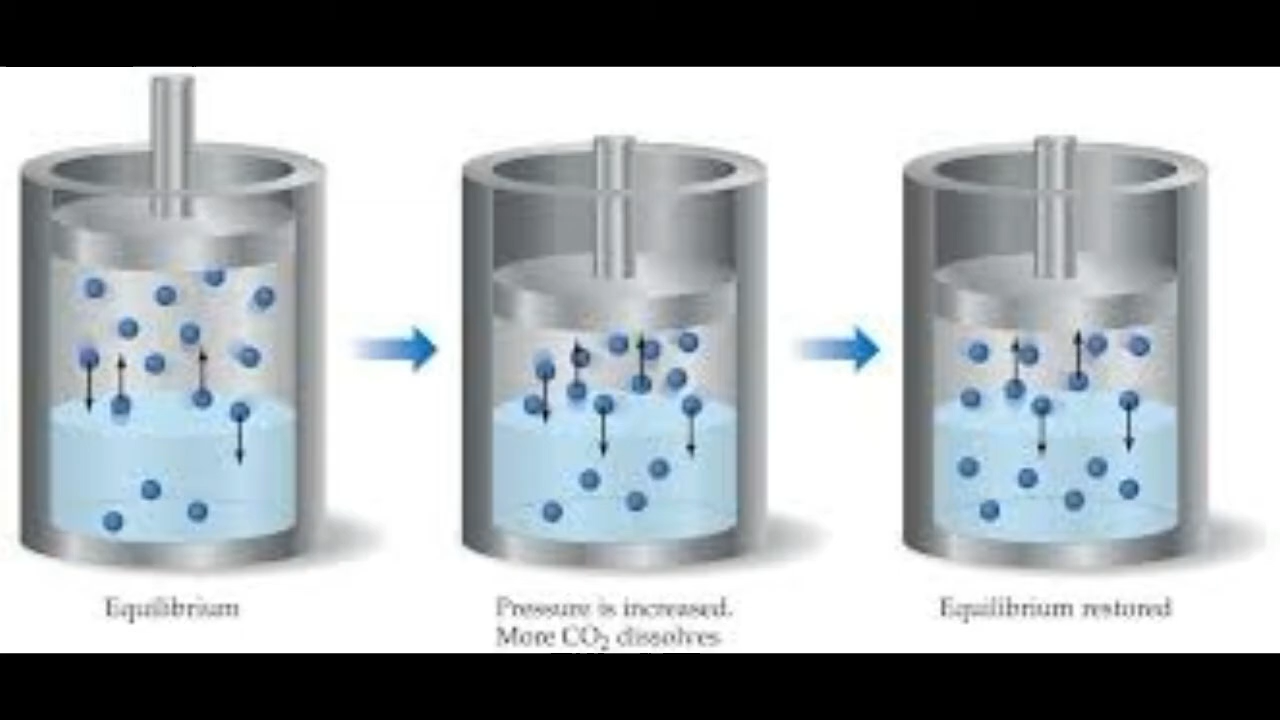 Equilibrium
Pressure is increased.
More CO₂ dissolves
Equilibrium restored